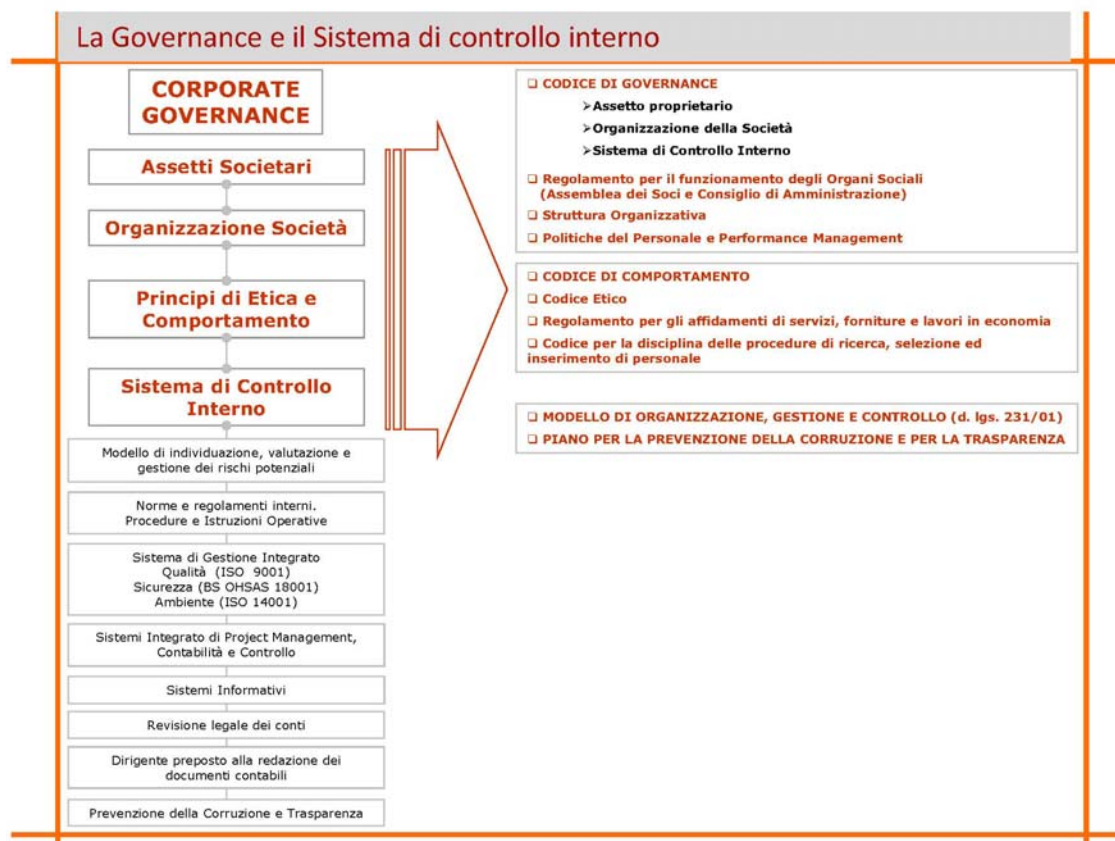 La Governance e il Sistema di controllo interno
CORPORATE
GOVERNANCE
Assetti Societari
Organizzazione Società
Principi di Etica e
Comportamento
Sistema di Controllo
Interno
Modello di individuazione, valutazione e
gestione dei rischi potenziali
Norme e regolamenti interni.
Procedure e Istruzioni Operative
Sistema di Gestione Integrato
Qualità (ISO 9001)
Sicurezza (BS OHSAS 18001)
Ambiente (ISO 14001)
Sistemi Integrato di Project Management,
Contabilità e Controllo
Sistemi Informativi
Revisione legale dei conti
Dirigente preposto alla redazione dei
documenti contabili
Prevenzione della Corruzione e Trasparenza
❑ CODICE DI GOVERNANCE
➢Assetto proprietario
➢Organizzazione della Società
➢Sistema di Controllo Interno
❑ Regolamento per il funzionamento degli Organi Sociali
(Assemblea dei Soci e Consiglio di Amministrazione)
❑ Struttura Organizzativa
❑ Politiche del Personale e Performance Management
❑ CODICE DI COMPORTAMENTO
❑ Codice Etico
❑ Regolamento per gli affidamenti di servizi, forniture e lavori in economia
❑ Codice per la disciplina delle procedure di ricerca, selezione ed
inserimento di personale
❑ MODELLO DI ORGANIZZAZIONE, GESTIONE E CONTROLLO (d. lgs. 231/01)
❑ PIANO PER LA PREVENZIONE DELLA CORRUZIONE E PER LA TRASPARENZA